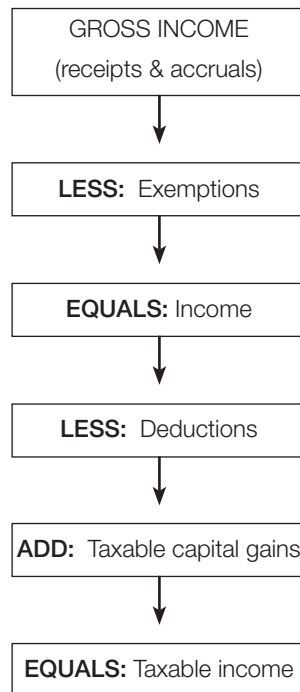 GROSS INCOME
(receipts & accruals)
LESS: Exemptions
EQUALS: Income
LESS: Deductions
ADD: Taxable capital gains
EQUALS: Taxable income